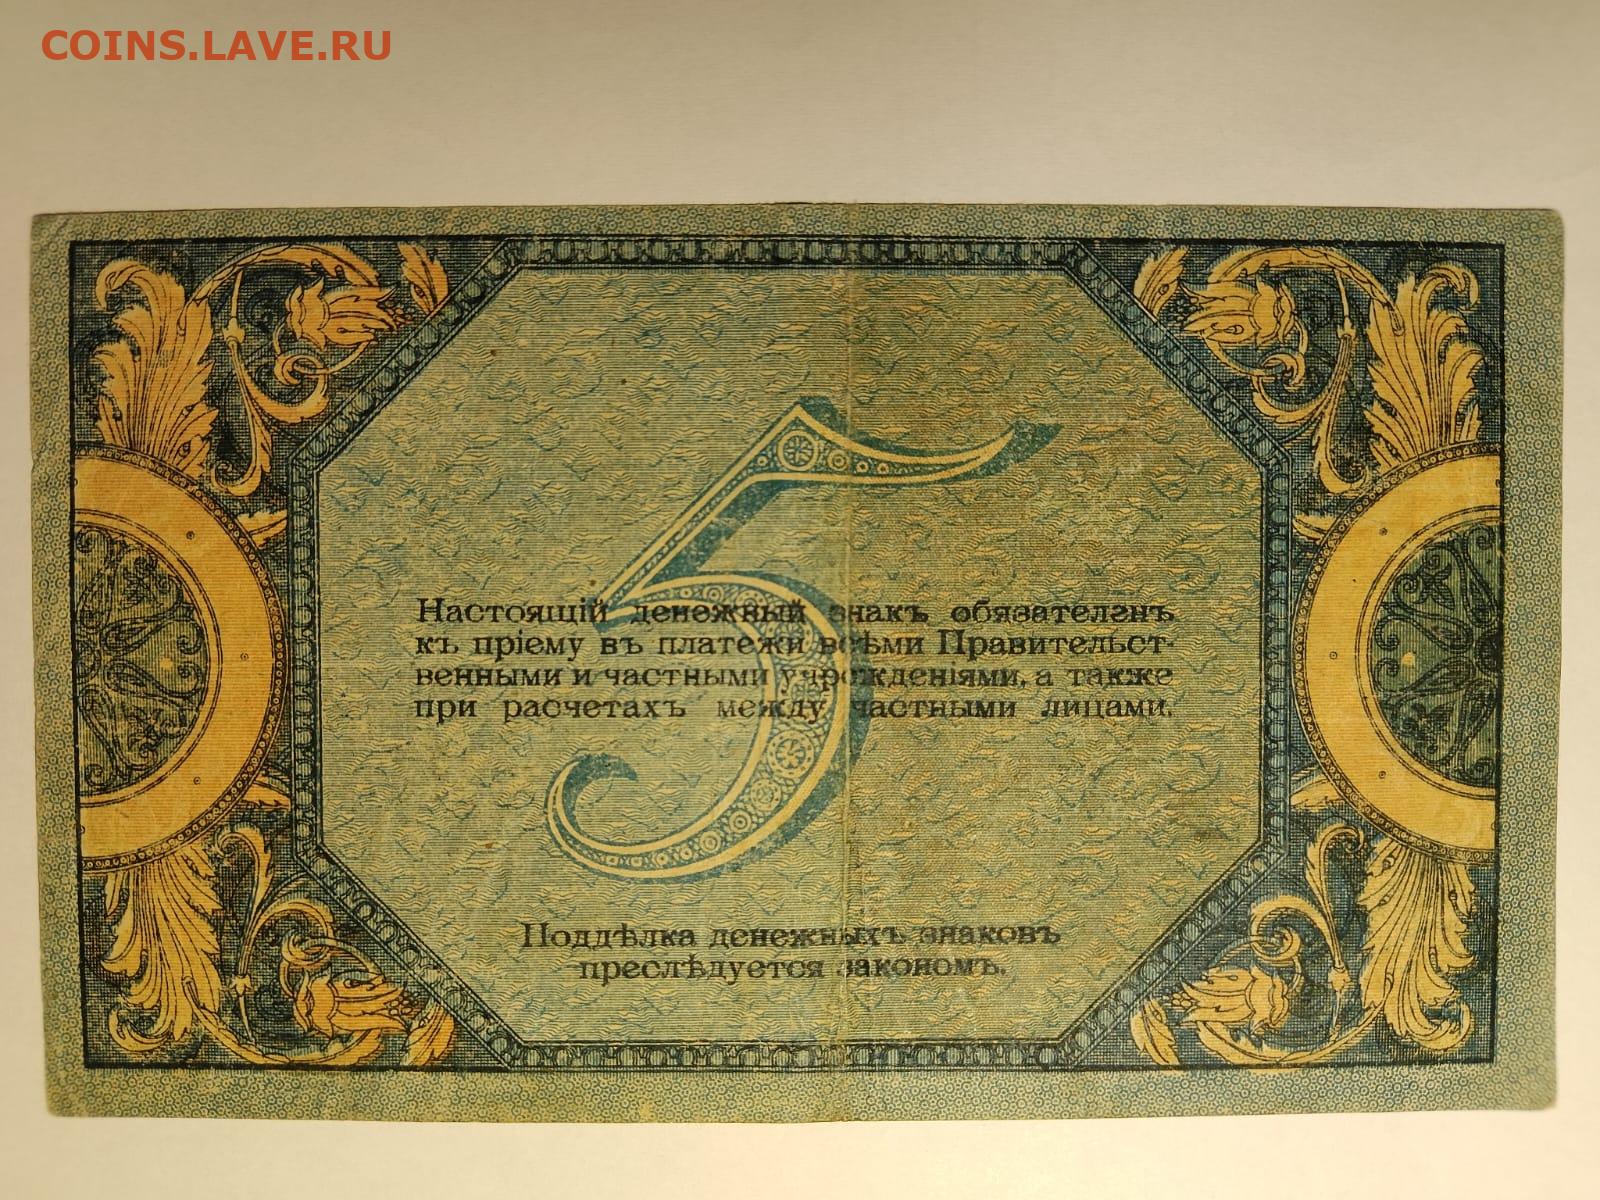 COINS.LAVE.RU
5
Настоящій денежный знакъ обязателенъ
къ пріему въ платежи всѣми Правительст-
венными и частными учрежденіями, а также
при расчетахъ между частными лицами.
Поддѣлка денежныхъ знаковъ
преслѣдуется закономъ.